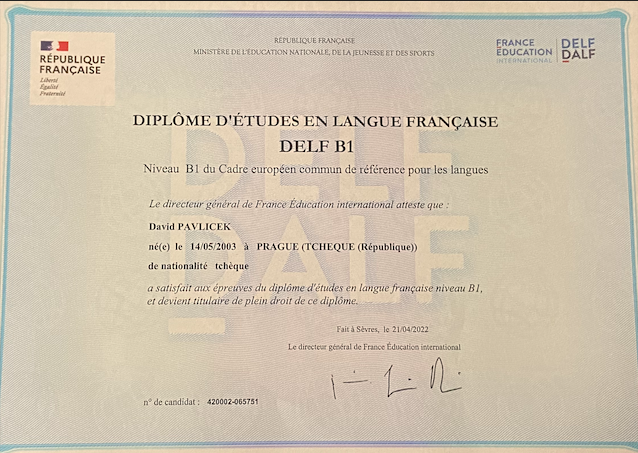 RÉPUBLIQUE FRANÇAISE
MINISTÈRE DE L'ÉDUCATION NATIONALE, DE LA JEUNESSE ET DES SPORTS
RÉPUBLIQUE
FRANÇAISE
Liberté
Égalité
Fraternité
FRANCE
ÉDUCATION
INTERNATIONAL
DELF
DALF
DIPLÔME D'ÉTUDES EN LANGUE FRANÇAISE
DELF B1
Niveau B1 du Cadre européen commun de référence pour les langues
Le directeur général de France Éducation international atteste que :
David PAVLICEK
né(e) le 14/05/2003 à PRAGUE (TCHEQUE (République))
de nationalité tchèque
a satisfait aux épreuves du diplôme d'études en langue française niveau B1,
et devient titulaire de plein droit de ce diplôme.
DELF
DALF
Fait à Sèvres, le 21/04/2022
Le directeur général de France Éducation international
n° de candidat : 420002-065751